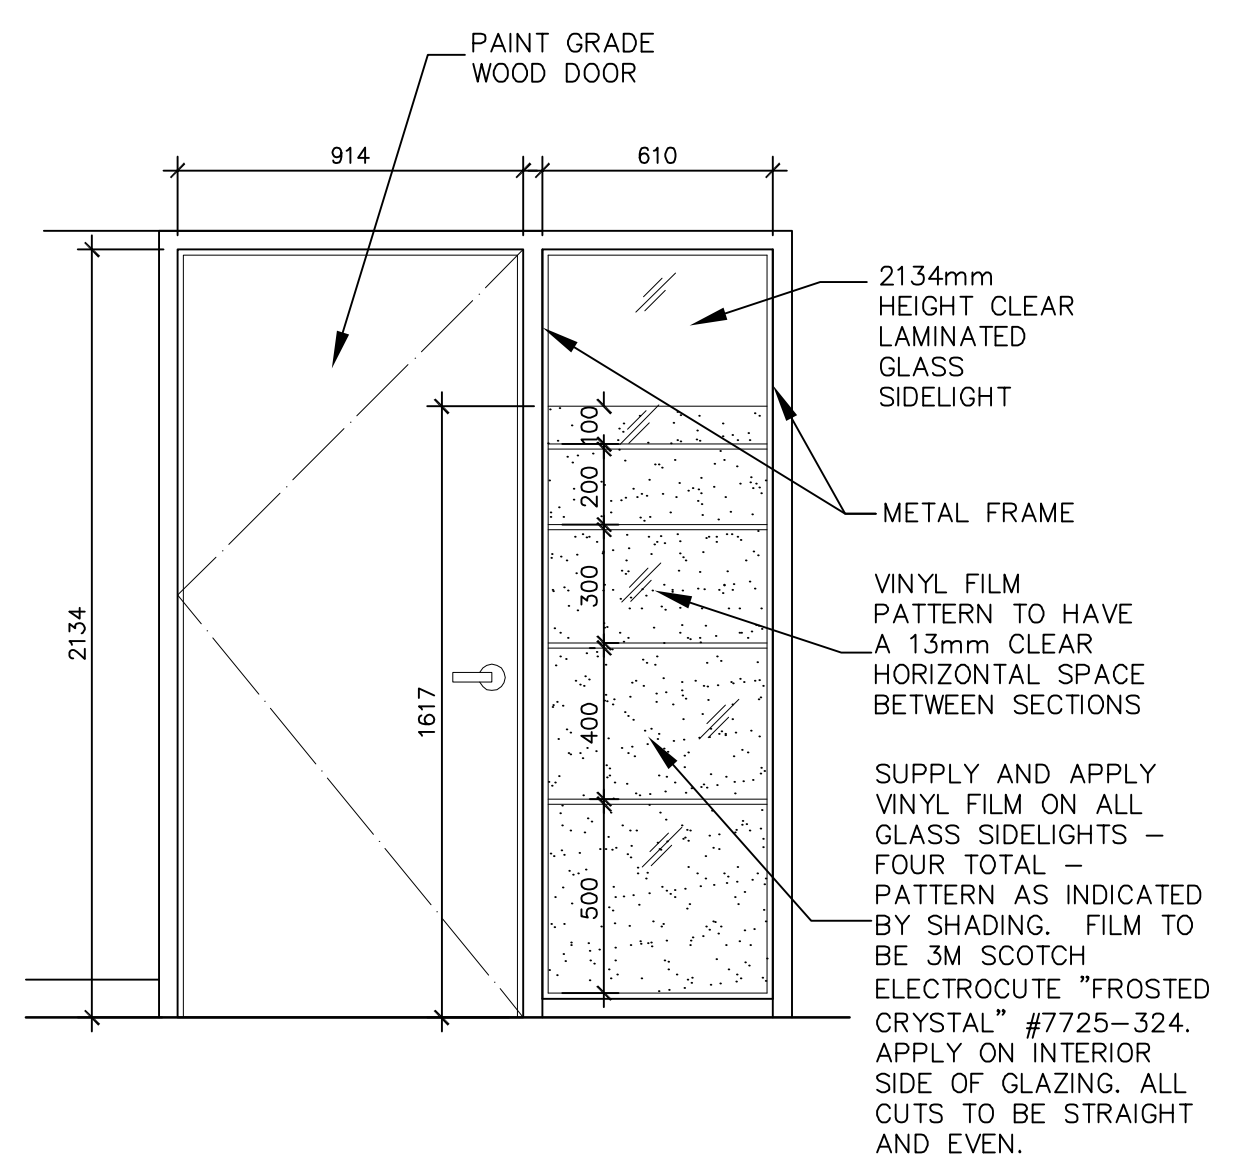 PAINT GRADE
WOOD DOOR
914
610
2134mm
HEIGHT CLEAR
LAMINATED
GLASS
SIDELIGHT
100
200
METAL FRAME
300
VINYL FILM
PATTERN TO HAVE
A 13mm CLEAR
HORIZONTAL SPACE
BETWEEN SECTIONS
2134
1617
400
500
SUPPLY AND APPLY
VINYL FILM ON ALL
GLASS SIDELIGHTS –
FOUR TOTAL –
PATTERN AS INDICATED
BY SHADING. FILM TO
BE 3M SCOTCH
ELECTROCUTE "FROSTED
CRYSTAL" #7725–324.
APPLY ON INTERIOR
SIDE OF GLAZING. ALL
CUTS TO BE STRAIGHT
AND EVEN.